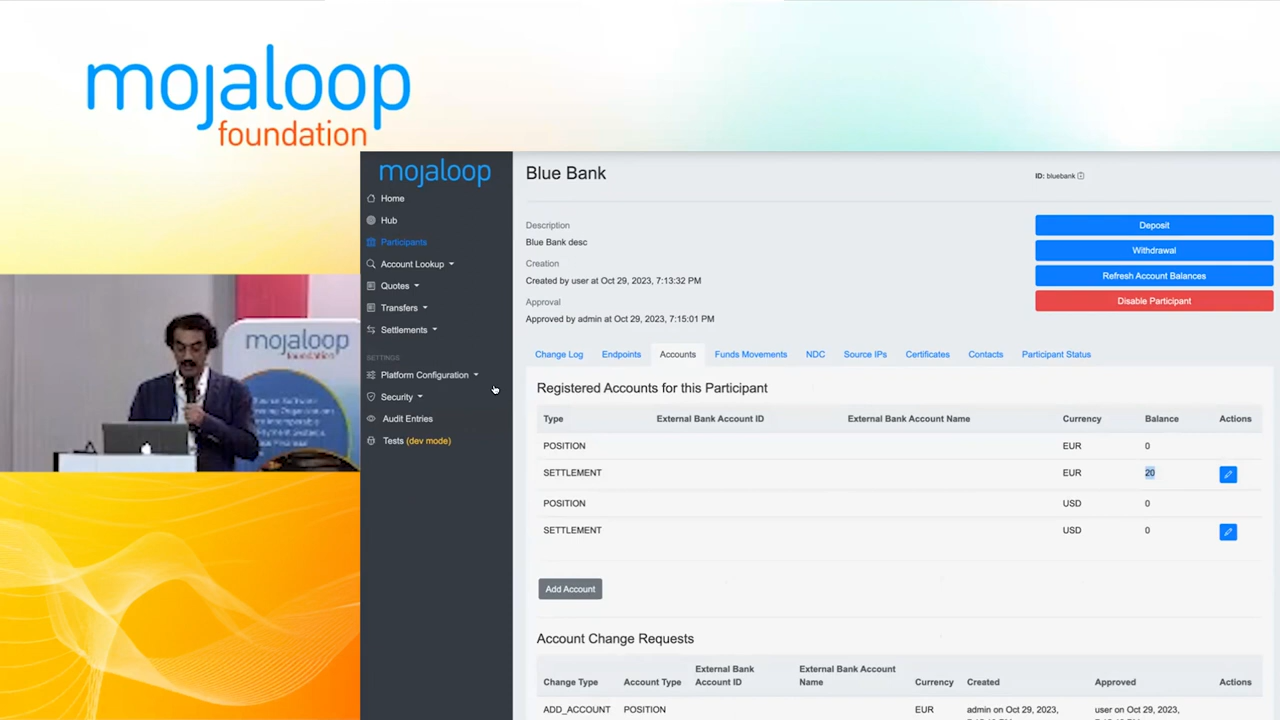 mojaloop
foundation
mojaloop
Home
Hub
Participants
Account Lookup
Quotes
Transfers
Settlements
SETTINGS
Platform Configuration
Security
Audit Entries
Tests (dev mode)
Blue Bank
ID: bluebank
Description
Blue Bank desc
Creation
Created by user at Oct 29, 2023, 7:13:32 PM
Approval
Approved by admin at Oct 29, 2023, 7:15:01 PM
Deposit
Withdrawal
Refresh Account Balances
Disable Participant
Change Log Endpoints Accounts Funds Movements NDC Source IPs Certificates Contacts Participant Status
Registered Accounts for this Participant
Type External Bank Account ID External Bank Account Name Currency Balance Actions
POSITION EUR 0
SETTLEMENT EUR 20
POSITION USD 0
SETTLEMENT USD 0
Add Account
Account Change Requests
Change Type Account Type External Bank Account ID External Bank Account Name Currency Created Approved Actions
ADD_ACCOUNT POSITION EUR admin on Oct 29, 2023, user on Oct 29, 2023,
mojaloop
foundation